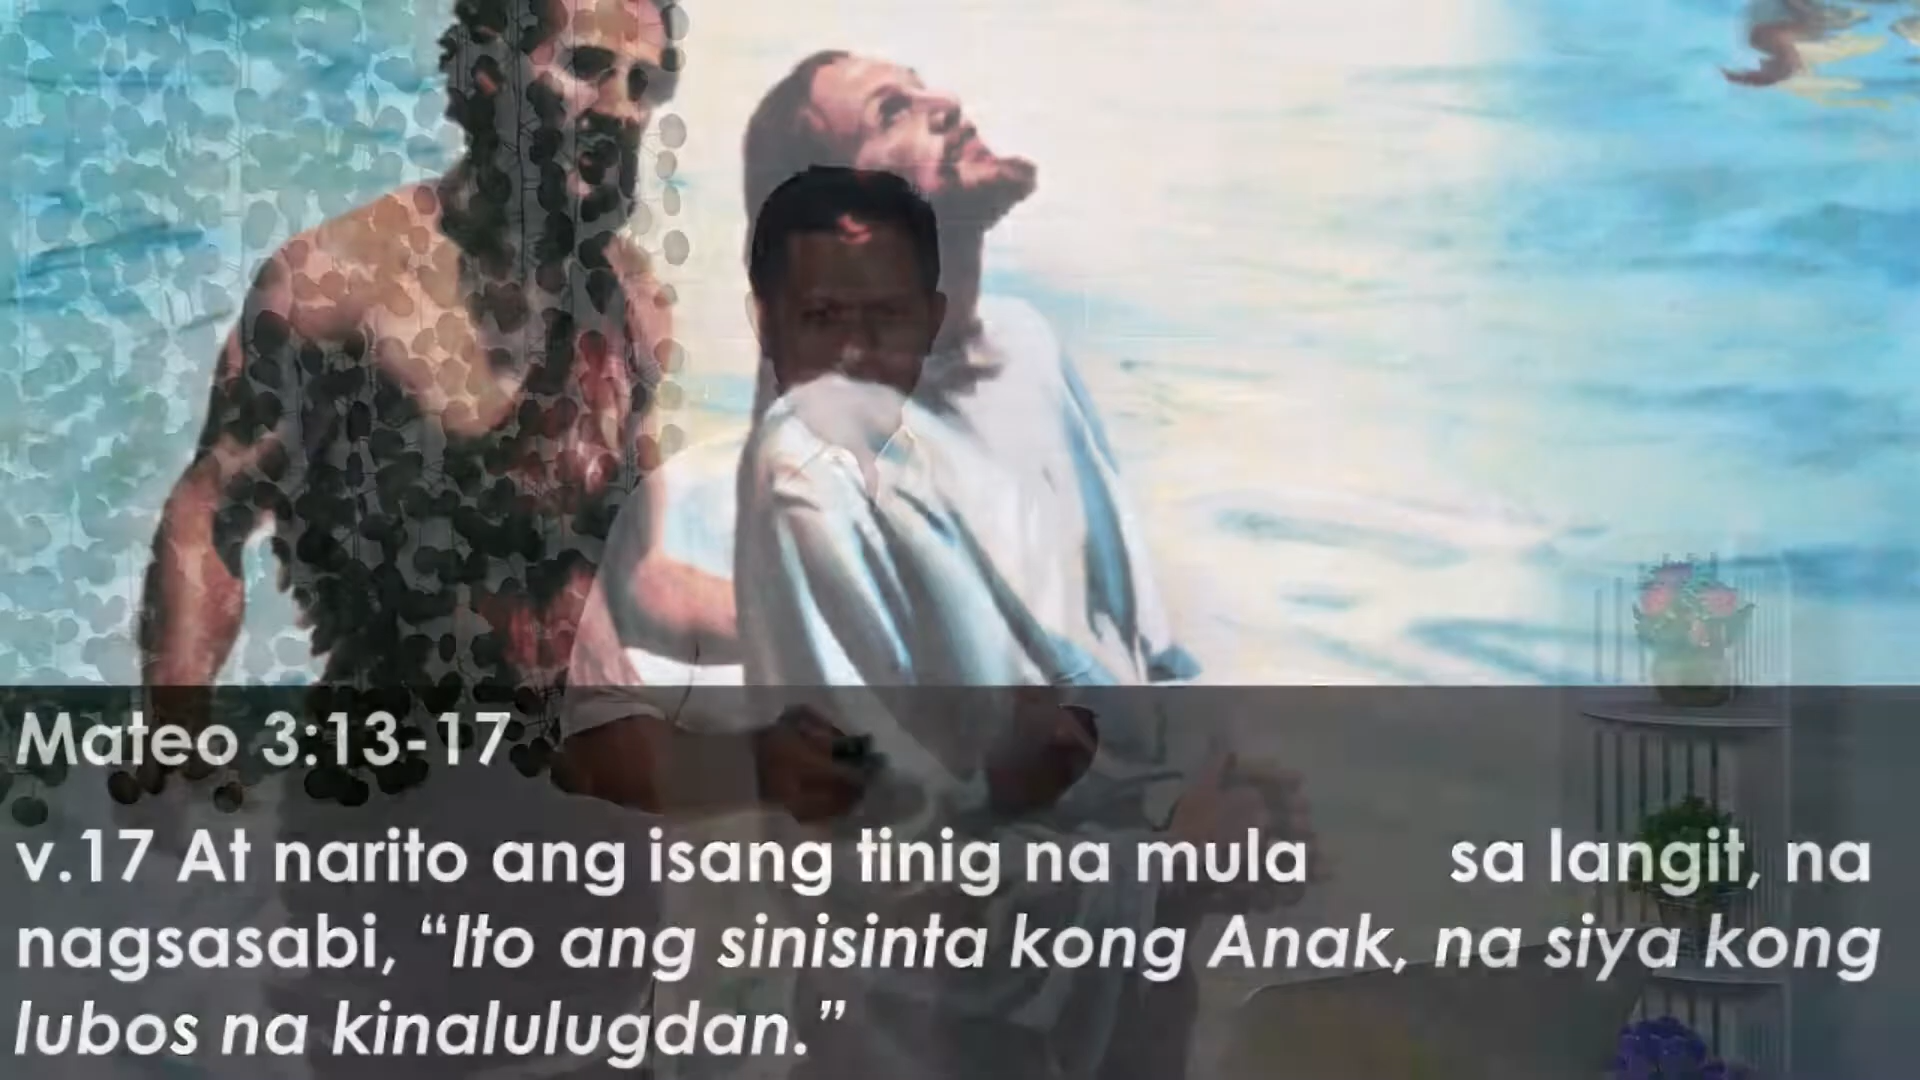 Mateo 3:13-17
v.17 At narito ang isang tinig na mula sa langit, na
nagsasabi, “Ito ang sinisinta kong Anak, na siya kong
lubos na kinalulugdan.”